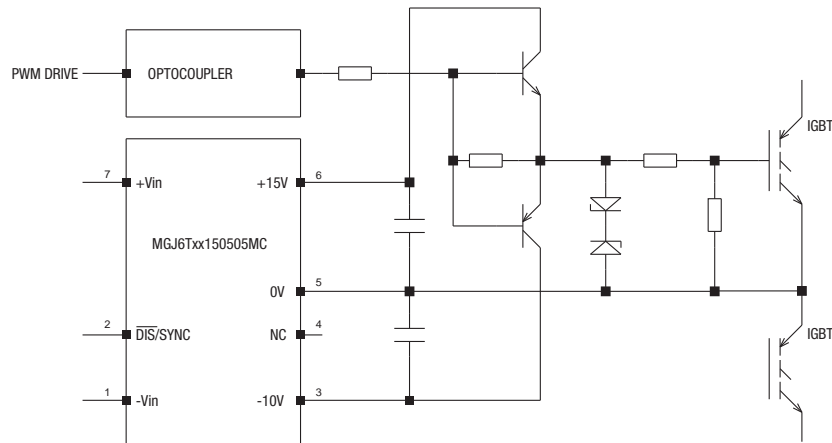 PWM DRIVE
OPTOCOUPLER
IGBT
7
+Vin
+15V
6
MGJ6Txx150505MC
0V
5
2
DIS/SYNC
NC
4
IGBT
1
-Vin
-10V
3